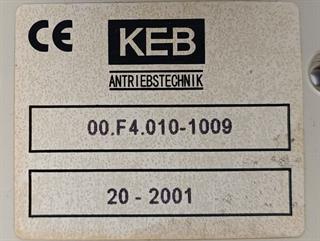 CE
KEB
ANTRIEBSTECHNIK
00.F4.010-1009
20 - 2001